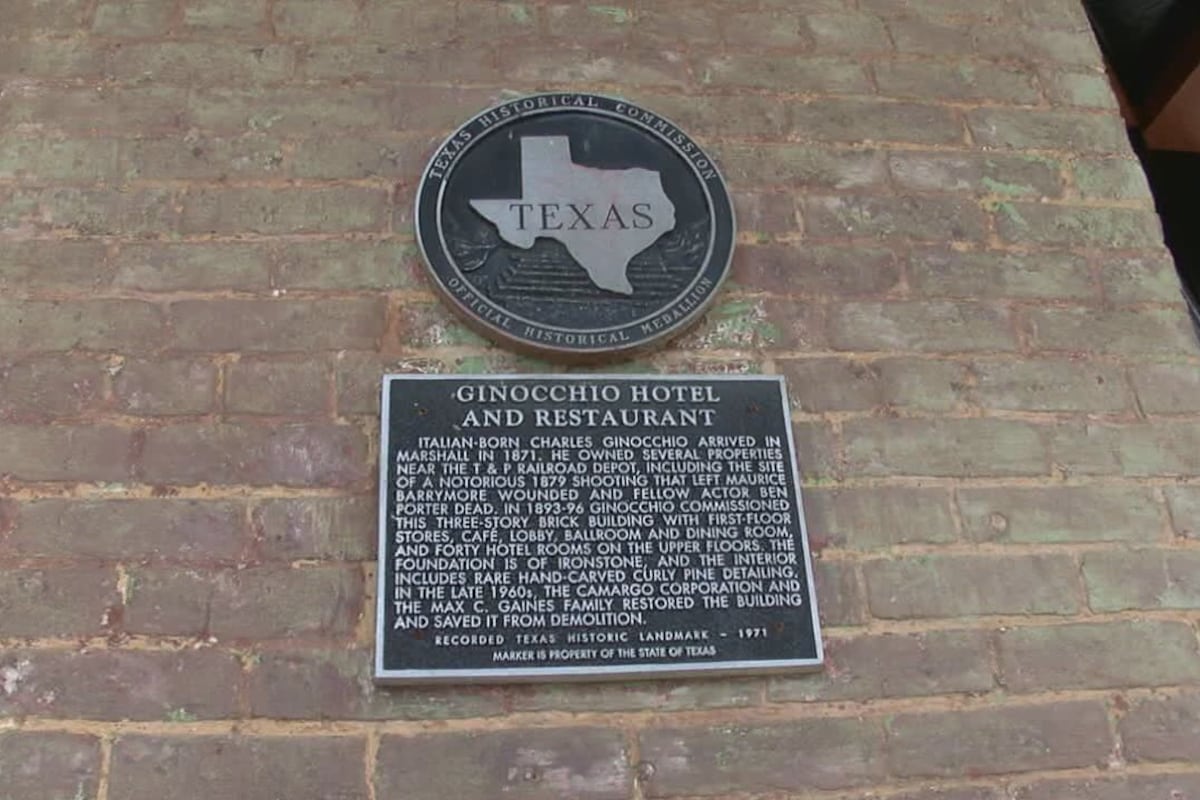 TEXAS HISTORICAL COMMISSION
TEXAS
OFFICIAL HISTORICAL MEDALLION
GINOCCHIO HOTEL
AND RESTAURANT
ITALIAN-BORN CHARLES GINOCCHIO ARRIVED IN
MARSHALL IN 1871. HE OWNED SEVERAL PROPERTIES
NEAR THE T & P RAILROAD DEPOT, INCLUDING THE SITE
OF A NOTORIOUS 1879 SHOOTING THAT LEFT MAURICE
BARRYMORE WOUNDED AND FELLOW ACTOR BEN
PORTER DEAD. IN 1893-96 GINOCCHIO COMMISSIONED
THIS THREE-STORY BRICK BUILDING WITH FIRST-FLOOR
STORES, CAFÉ, LOBBY, BALLROOM AND DINING ROOM,
AND FORTY HOTEL ROOMS ON THE UPPER FLOORS. THE
FOUNDATION IS OF IRONSTONE, AND THE INTERIOR
INCLUDES RARE HAND-CARVED CURLY PINE DETAILING.
IN THE LATE 1960s, THE CAMARGO CORPORATION AND
THE MAX C. GAINES FAMILY RESTORED THE BUILDING
AND SAVED IT FROM DEMOLITION.
RECORDED TEXAS HISTORIC LANDMARK – 1971
MARKER IS PROPERTY OF THE STATE OF TEXAS